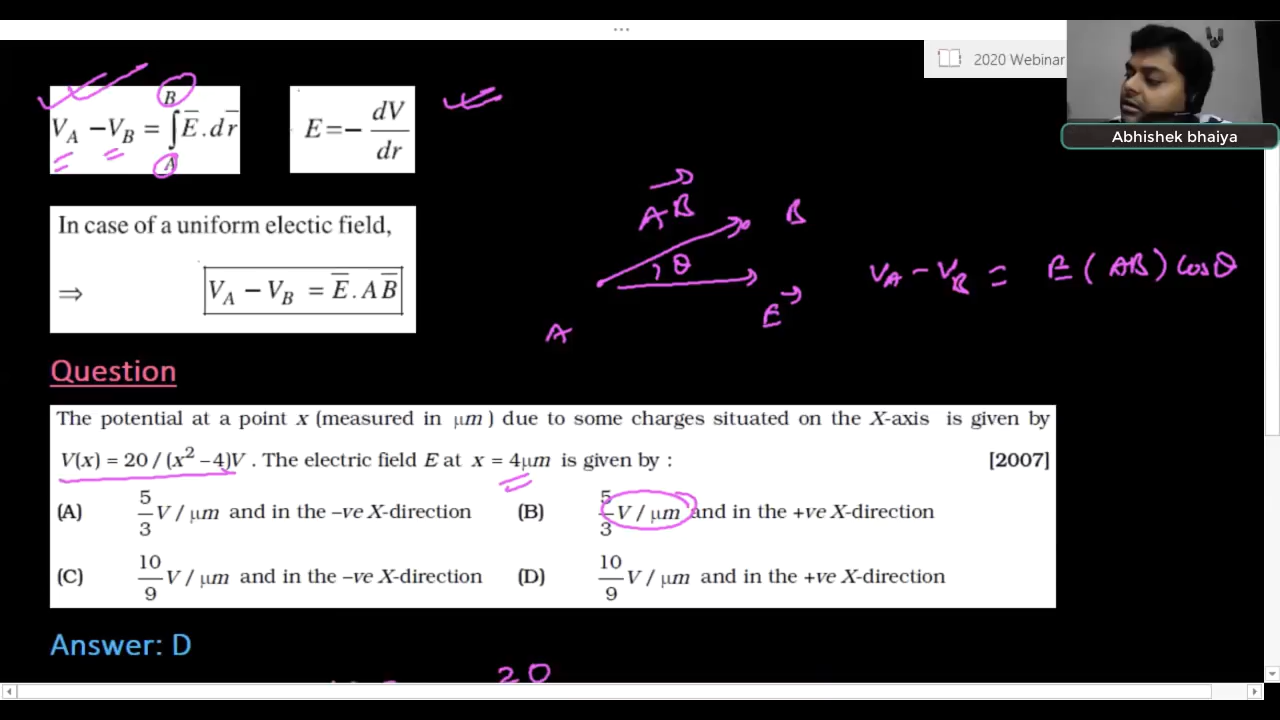 2020 Webinar
Abhishek bhaiya
V_A – V_B = ∫_A^B E̅ . dr̅
E = – dV/dr
B
A
In case of a uniform electic field,
⇒ V_A – V_B = E̅ . AB̅
AB→
B
θ
A
E→
V_A – V_B = E (AB) cosθ
Question
The potential at a point x (measured in μm) due to some charges situated on the X-axis is given by
V(x) = 20 / (x² – 4)V . The electric field E at x = 4μm is given by : [2007]
(A) 5/3 V / μm and in the –ve X-direction (B) 5/3 V / μm and in the +ve X-direction
(C) 10/9 V / μm and in the –ve X-direction (D) 10/9 V / μm and in the +ve X-direction
Answer: D
20